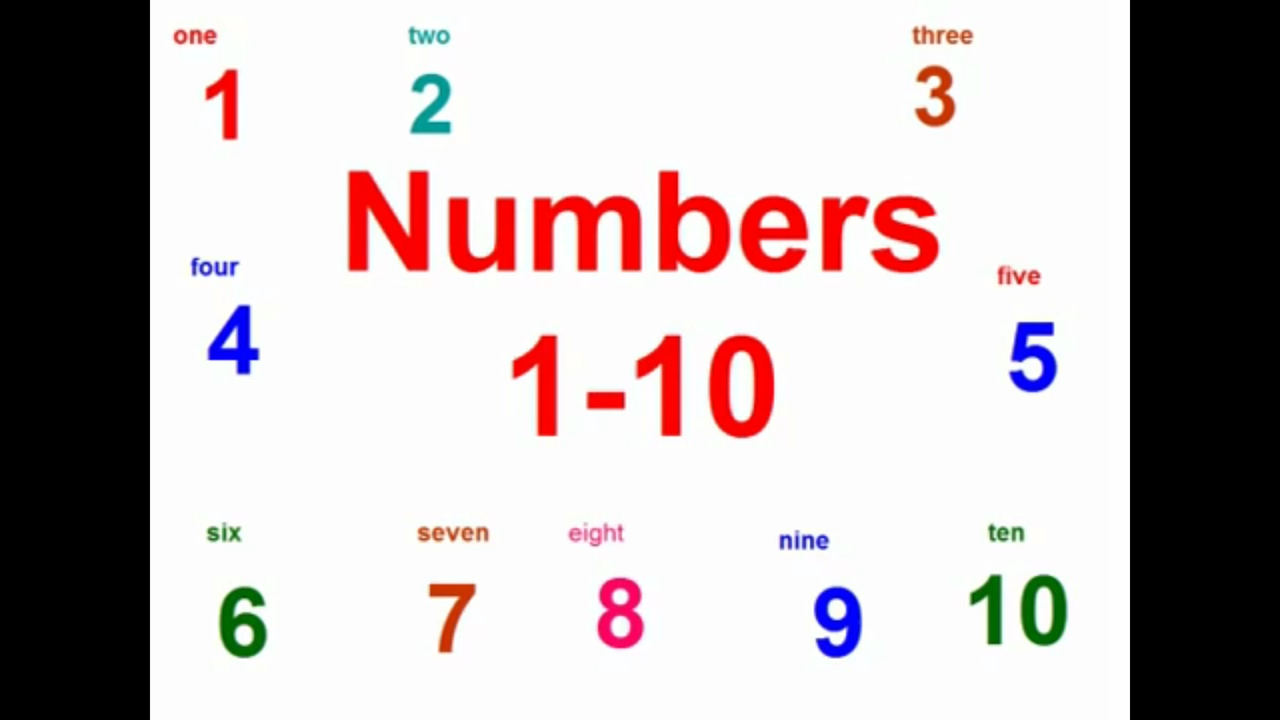 one two three
1 2 3
Numbers
four five
4 5
1-10
six seven eight nine ten
6 7 8 9 10